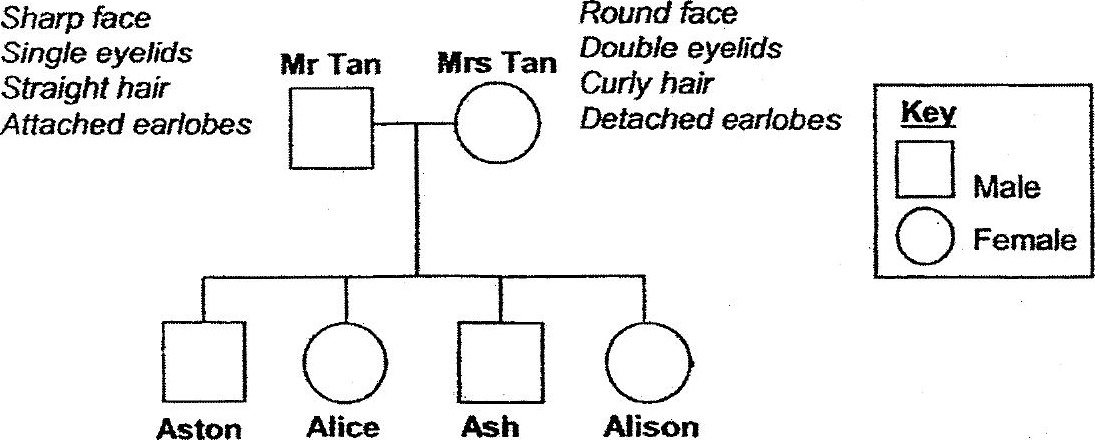 Sharp face
Single eyelids
Straight hair
Attached earlobes
Mr Tan
Mrs Tan
Round face
Double eyelids
Curly hair
Detached earlobes
Key
Male
Female
Aston
Alice
Ash
Alison